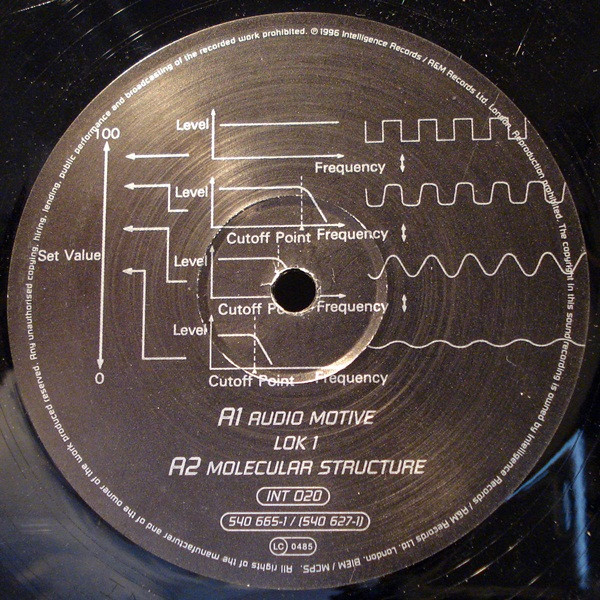 Any unauthorised copying, hiring, lending, public performance and broadcasting of the recorded work prohibited. ℗ 1996 Intelligence Records / A&M Records Ltd. London. Reproduction prohibited. The copyright in this sound recording is owned by Intelligence Records / A&M Records Ltd. London. BIEM / MCPS. All rights of the manufacturer and of the owner of the work produced reserved.
100
Level
Frequency
Level
Cutoff Point Frequency
Set Value
Level
Cutoff Frequency
Level
0
Cutoff Point Frequency
A1 AUDIO MOTIVE
LOK 1
A2 MOLECULAR STRUCTURE
INT 020
540 665-1 / (540 627-1)
LC 0485